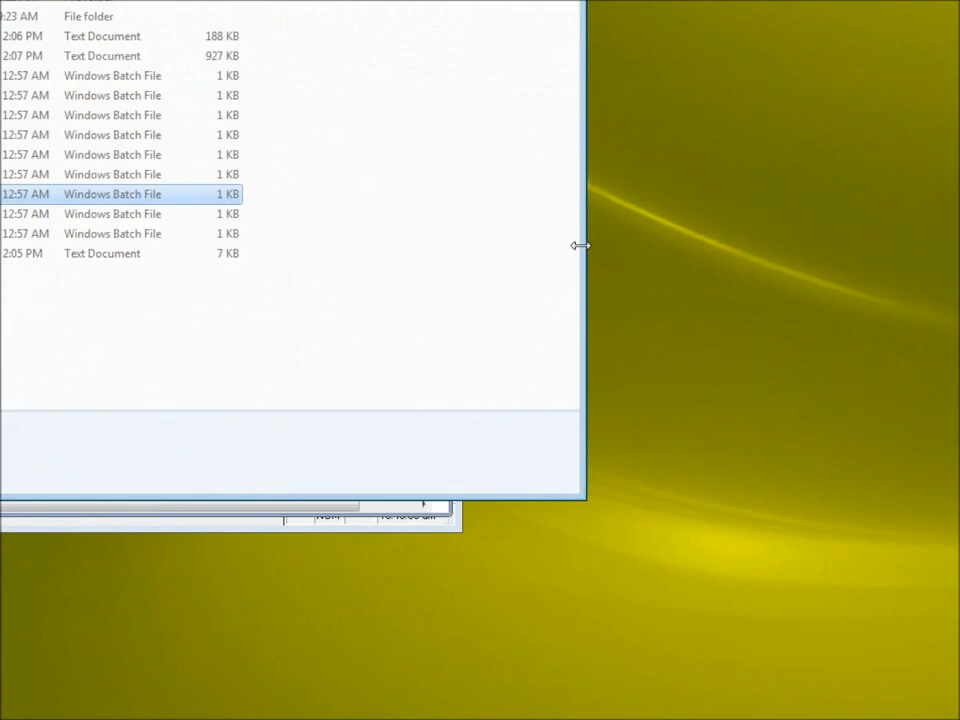 9:23 AM File folder
2:06 PM Text Document 188 KB
2:07 PM Text Document 927 KB
12:57 AM Windows Batch File 1 KB
12:57 AM Windows Batch File 1 KB
12:57 AM Windows Batch File 1 KB
12:57 AM Windows Batch File 1 KB
12:57 AM Windows Batch File 1 KB
12:57 AM Windows Batch File 1 KB
12:57 AM Windows Batch File 1 KB
12:57 AM Windows Batch File 1 KB
12:57 AM Windows Batch File 1 KB
2:05 PM Text Document 7 KB
NUM